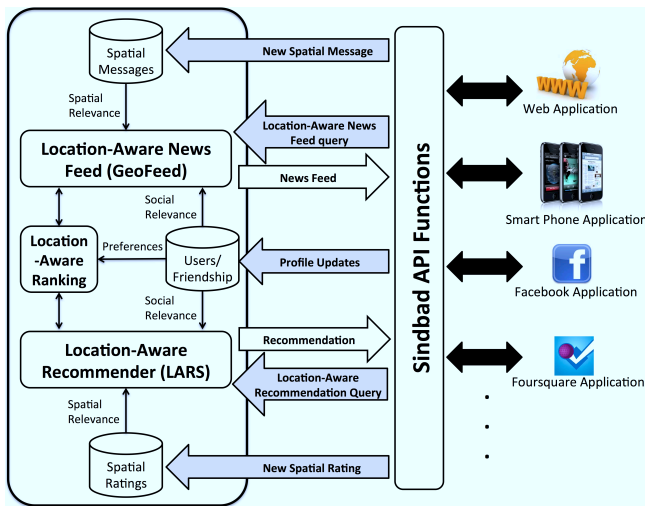 Spatial
Messages
New Spatial Message
Spatial
Relevance
WWW
Web Application
Location-Aware News
Feed query
Location-Aware News
Feed (GeoFeed)
News Feed
Smart Phone Application
Social
Relevance
Location
-Aware
Ranking
Preferences
Users/
Friendship
Profile Updates
Sindbad API Functions
f
Facebook Application
Social
Relevance
Recommendation
Location-Aware
Recommender (LARS)
Location-Aware
Recommendation Query
Foursquare Application
Spatial
Relevance
Spatial
Ratings
New Spatial Rating